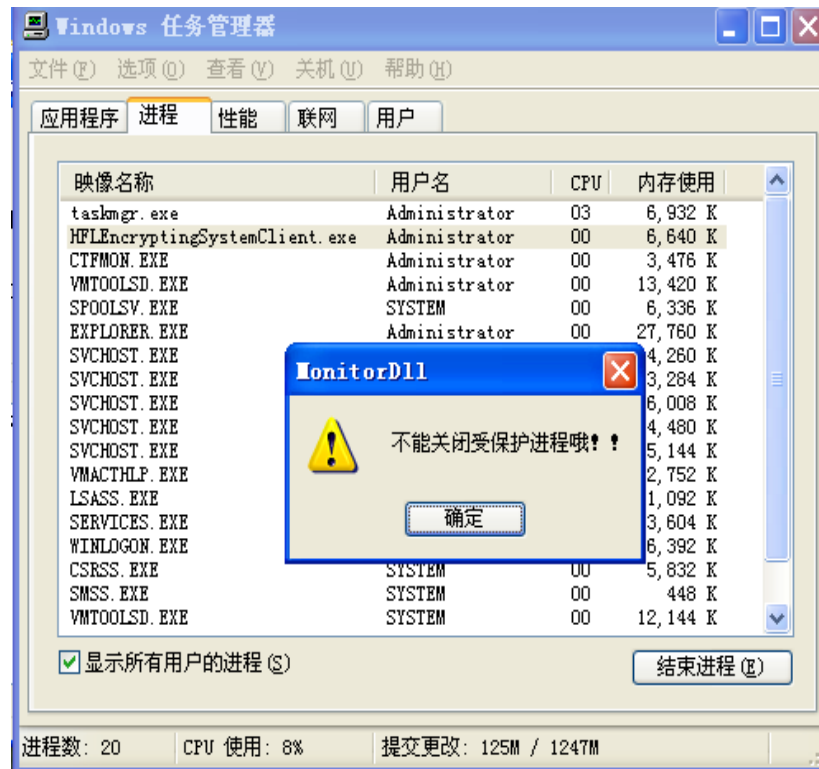 Windows 任务管理器
文件(F) 选项(O) 查看(V) 关机(U) 帮助(H)
应用程序 进程 性能 联网 用户
映像名称 用户名 CPU 内存使用
taskmgr.exe Administrator 03 6,932 K
HFLEncryptingSystemClient.exe Administrator 00 6,640 K
CTFMON.EXE Administrator 00 3,476 K
VMTOOLSD.EXE Administrator 00 13,420 K
SPOOLSV.EXE SYSTEM 00 6,336 K
EXPLORER.EXE Administrator 00 27,760 K
SVCHOST.EXE 4,260 K
SVCHOST.EXE 3,284 K
SVCHOST.EXE 6,008 K
SVCHOST.EXE 4,480 K
SVCHOST.EXE 5,144 K
VMACTHLP.EXE 2,752 K
LSASS.EXE 1,092 K
SERVICES.EXE 3,604 K
WINLOGON.EXE 6,392 K
CSRSS.EXE SYSTEM 00 5,832 K
SMSS.EXE SYSTEM 00 448 K
VMTOOLSD.EXE SYSTEM 00 12,144 K
MonitorDll
不能关闭受保护进程哦！！
确定
显示所有用户的进程(S) 结束进程(E)
进程数: 20 CPU 使用: 8% 提交更改: 125M / 1247M